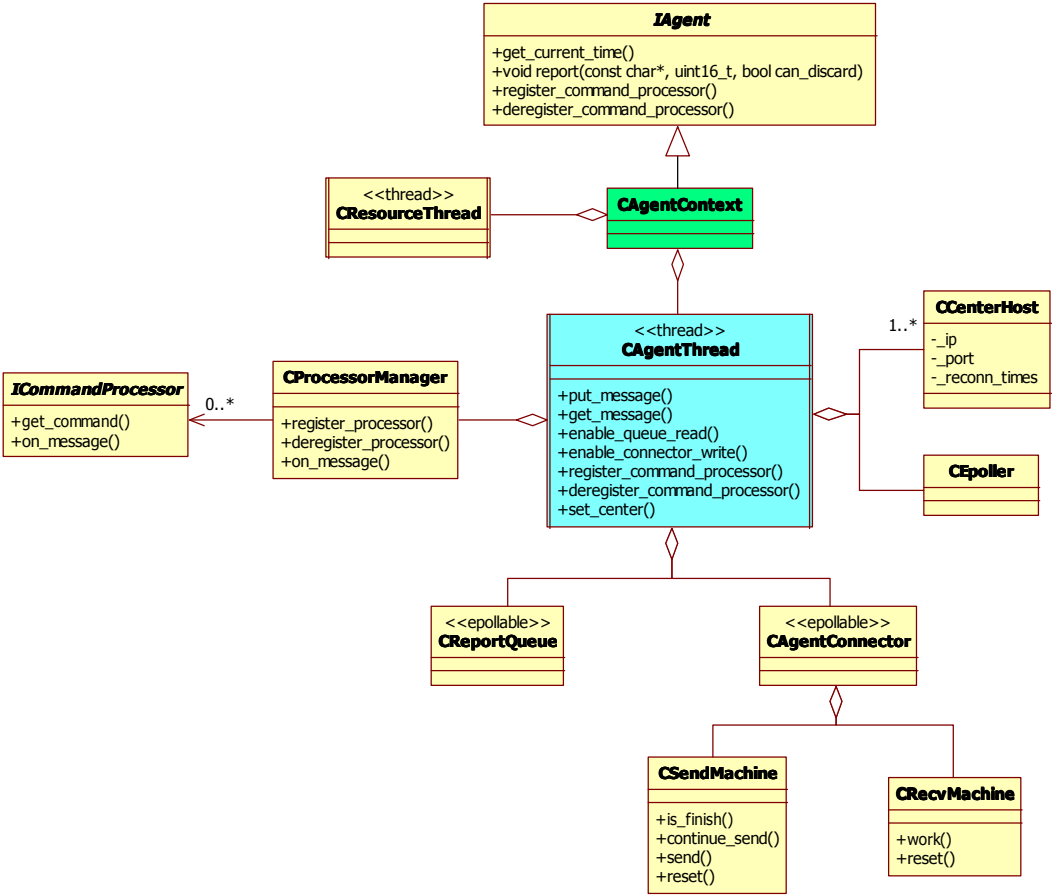 IAgent
+get_current_time()
+void report(const char*, uint16_t, bool can_discard)
+register_command_processor()
+deregister_command_processor()
<<thread>>
CResourceThread
CAgentContext
<<thread>>
CAgentThread
+put_message()
+get_message()
+enable_queue_read()
+enable_connector_write()
+register_command_processor()
+deregister_command_processor()
+set_center()
1..*
CCenterHost
-_ip
-_port
-_reconn_times
ICommandProcessor
+get_command()
+on_message()
0..*
CProcessorManager
+register_processor()
+deregister_processor()
+on_message()
CEpoller
<<epollable>>
CReportQueue
<<epollable>>
CAgentConnector
CSendMachine
+is_finish()
+continue_send()
+send()
+reset()
CRecvMachine
+work()
+reset()